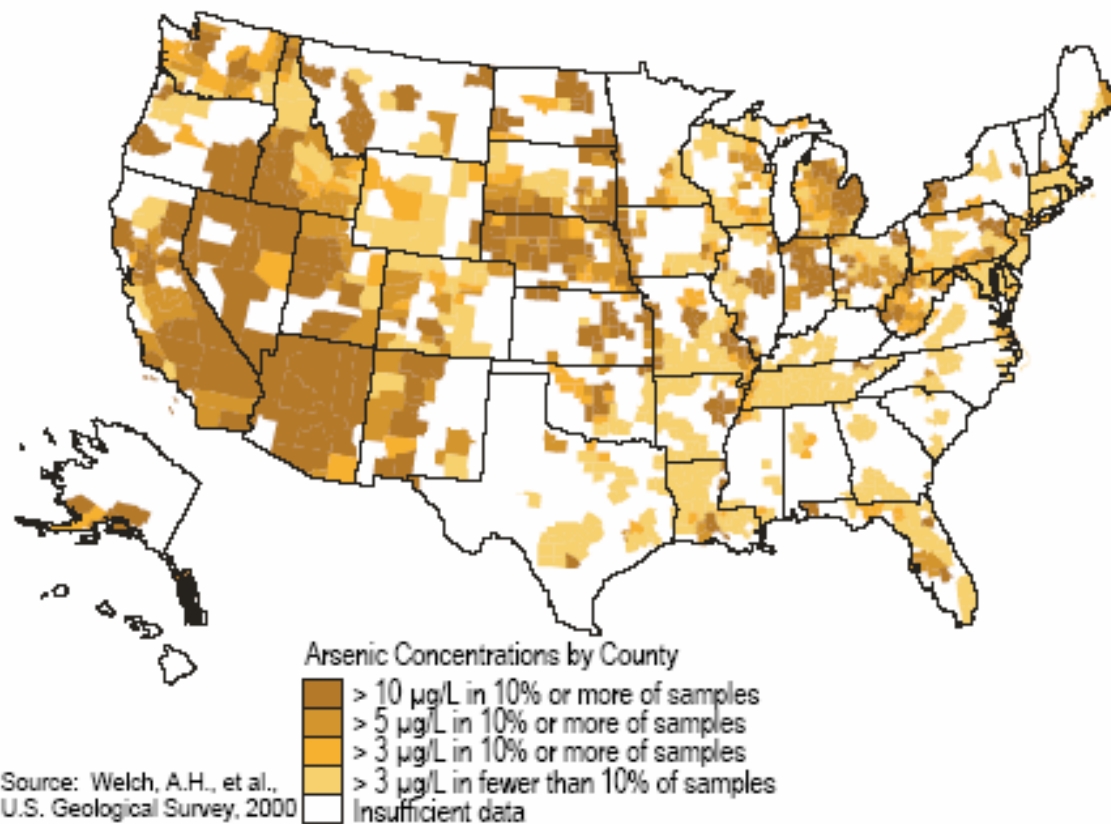 Arsenic Concentrations by County
> 10 µg/L in 10% or more of samples
> 5 µg/L in 10% or more of samples
> 3 µg/L in 10% or more of samples
> 3 µg/L in fewer than 10% of samples
Insufficient data
Source: Welch, A.H., et al.,
U.S. Geological Survey, 2000